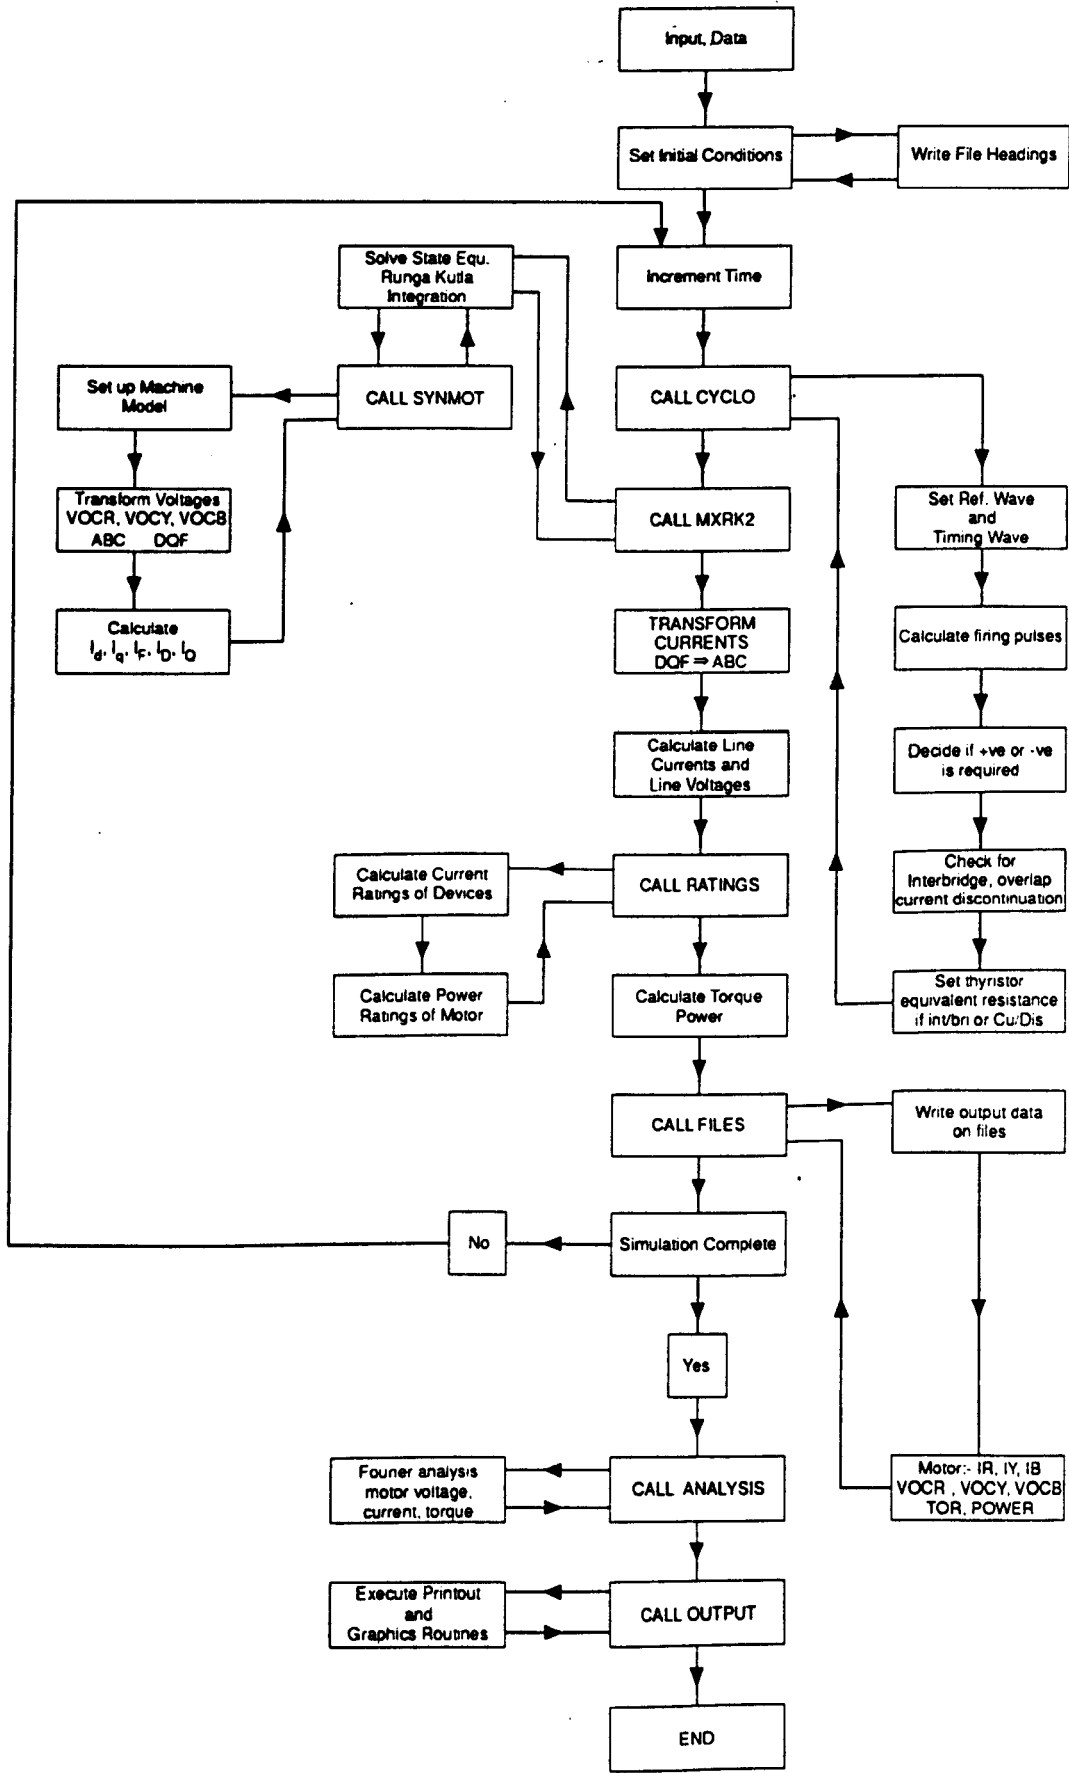 Input, Data
Set Initial Conditions
Write File Headings
Increment Time
Solve State Equ.
Runga Kutla
Integration
CALL SYNMOT
Set up Machine
Model
Transform Voltages
VOCR, VOCY, VOCB
ABC DQF
Calculate
Id, Iq, IF, ID, IQ
CALL CYCLO
CALL MXRK2
Set Ref. Wave
and
Timing Wave
Calculate firing pulses
Decide if +ve or -ve
is required
Check for
Interbridge, overlap
current discontinuation
Set thyristor
equivalent resistance
if int/bri or Cu/Dis
TRANSFORM
CURRENTS
DQF ⇒ ABC
Calculate Line
Currents and
Line Voltages
CALL RATINGS
Calculate Current
Ratings of Devices
Calculate Power
Ratings of Motor
Calculate Torque
Power
CALL FILES
Write output data
on files
Motor:- IR, IY, IB
VOCR , VOCY, VOCB
TOR, POWER
Simulation Complete
No
Yes
CALL ANALYSIS
Founer analysis
motor voltage,
current, torque
CALL OUTPUT
Execute Printout
and
Graphics Routines
END